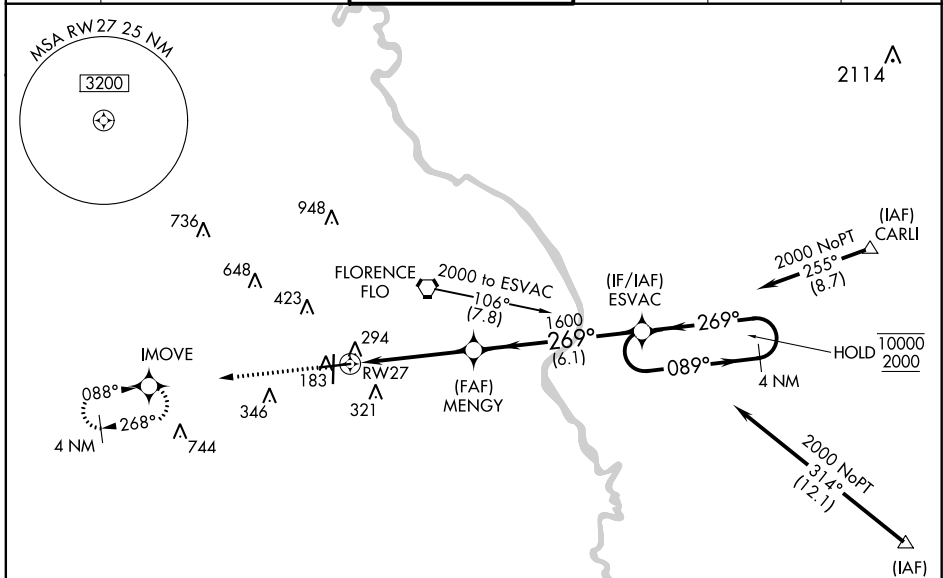 MSA RW27 25 NM
3200
2114
736
948
648
423
FLORENCE
FLO
2000 to ESVAC
106°
(7.8)
(IF/IAF)
ESVAC
(IAF)
CARLI
2000 NoPT
255°
(8.7)
1600
269°
(6.1)
269°
089°
4 NM
HOLD
10000
2000
294
183
RW27
346
321
(FAF)
MENGY
IMOVE
088°
268°
4 NM
744
2000 NoPT
314°
(12.1)
(IAF)